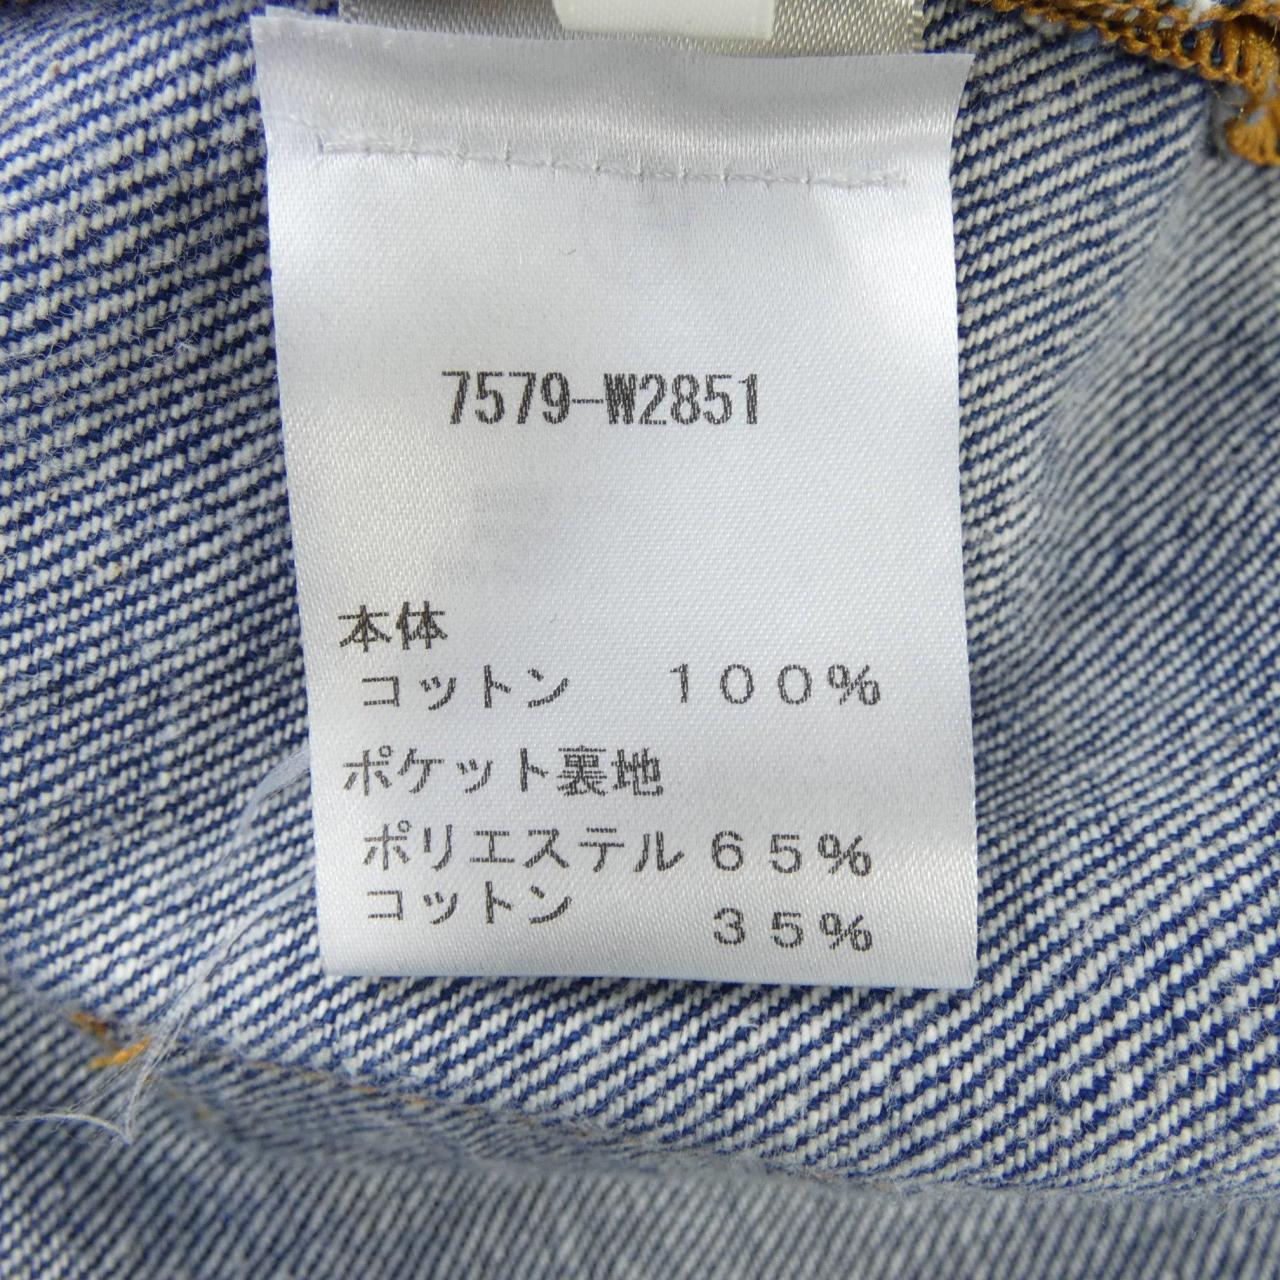 7579-W2851
本体
コットン　１００％
ポケット裏地
ポリエステル６５％
コットン　３５％